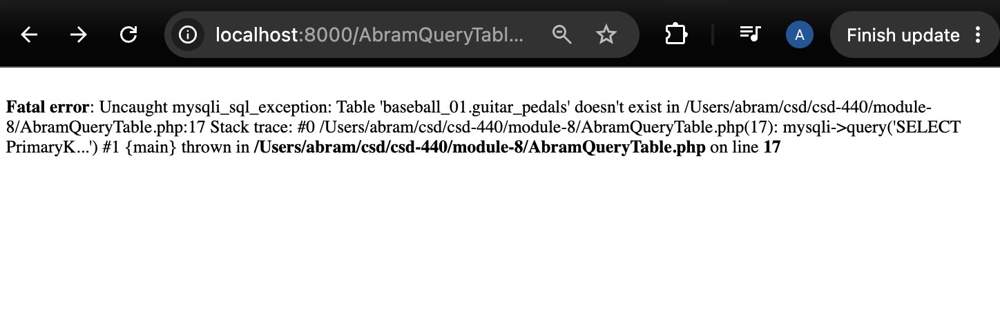 localhost:8000/AbramQueryTabl...
A
Finish update
Fatal error: Uncaught mysqli_sql_exception: Table 'baseball_01.guitar_pedals' doesn't exist in /Users/abram/csd/csd-440/module-
8/AbramQueryTable.php:17 Stack trace: #0 /Users/abram/csd/csd-440/module-8/AbramQueryTable.php(17): mysqli->query('SELECT
PrimaryK...') #1 {main} thrown in /Users/abram/csd/csd-440/module-8/AbramQueryTable.php on line 17